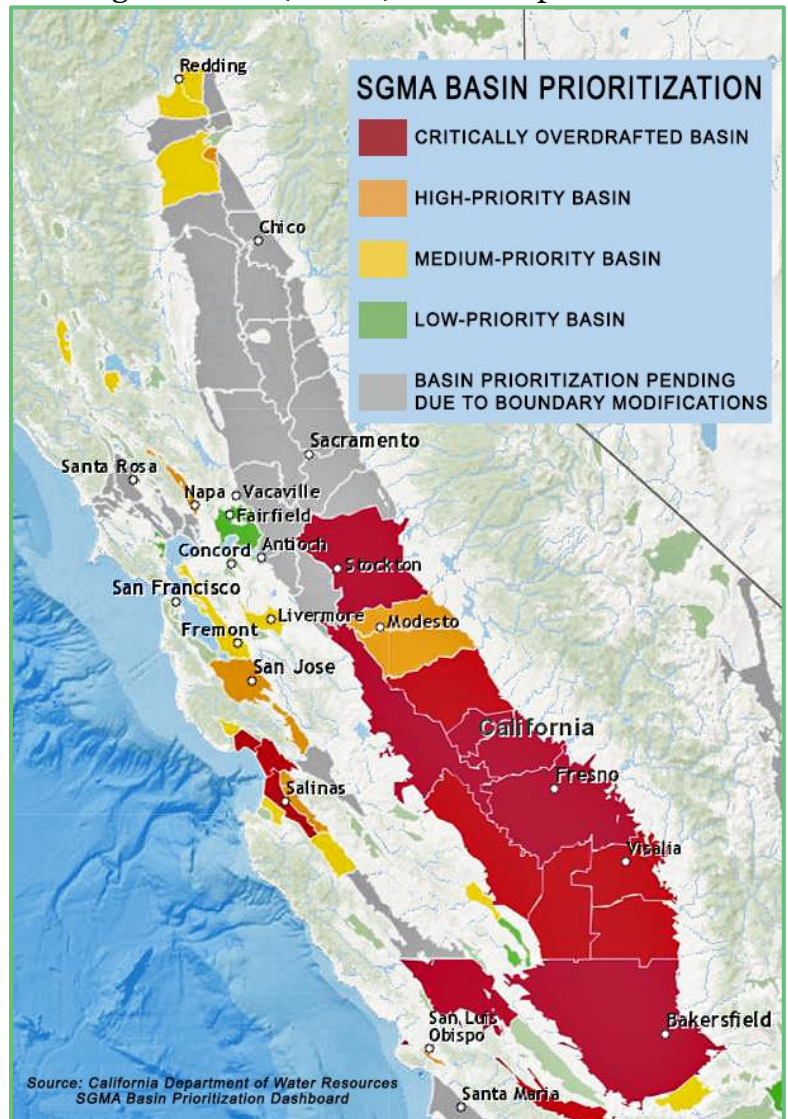 SGMA BASIN PRIORITIZATION
CRITICALLY OVERDRAFTED BASIN
HIGH-PRIORITY BASIN
MEDIUM-PRIORITY BASIN
LOW-PRIORITY BASIN
BASIN PRIORITIZATION PENDING
DUE TO BOUNDARY MODIFICATIONS
Redding
Chico
Sacramento
Santa Rosa
Napa
Vacaville
Fairfield
Concord
Antioch
Stockton
San Francisco
Livermore
Modesto
Fremont
San Jose
California
Fresno
Salinas
Visalia
San Luis
Obispo
Bakersfield
Santa Maria
Source: California Department of Water Resources
SGMA Basin Prioritization Dashboard